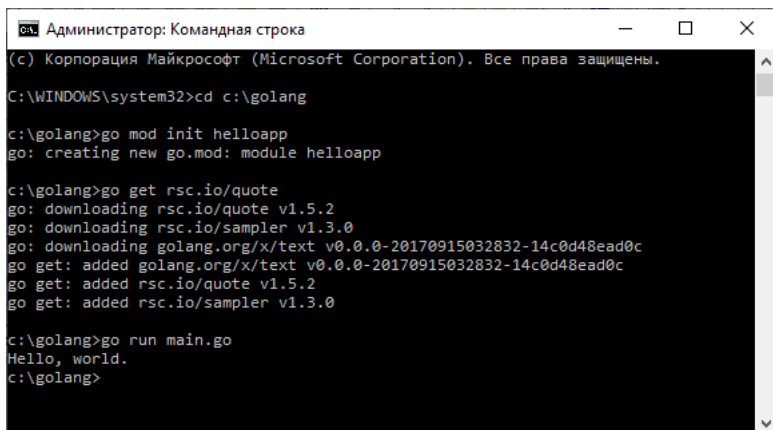 Администратор: Командная строка
(c) Корпорация Майкрософт (Microsoft Corporation). Все права защищены.
C:\WINDOWS\system32>cd c:\golang
c:\golang>go mod init helloapp
go: creating new go.mod: module helloapp
c:\golang>go get rsc.io/quote
go: downloading rsc.io/quote v1.5.2
go: downloading rsc.io/sampler v1.3.0
go: downloading golang.org/x/text v0.0.0-20170915032832-14c0d48ead0c
go get: added golang.org/x/text v0.0.0-20170915032832-14c0d48ead0c
go get: added rsc.io/quote v1.5.2
go get: added rsc.io/sampler v1.3.0
c:\golang>go run main.go
Hello, world.
c:\golang>